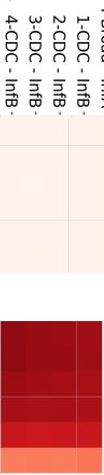 1-CDC - InfB -
2-CDC - InfB -
3-CDC - InfB -
4-CDC - InfB -